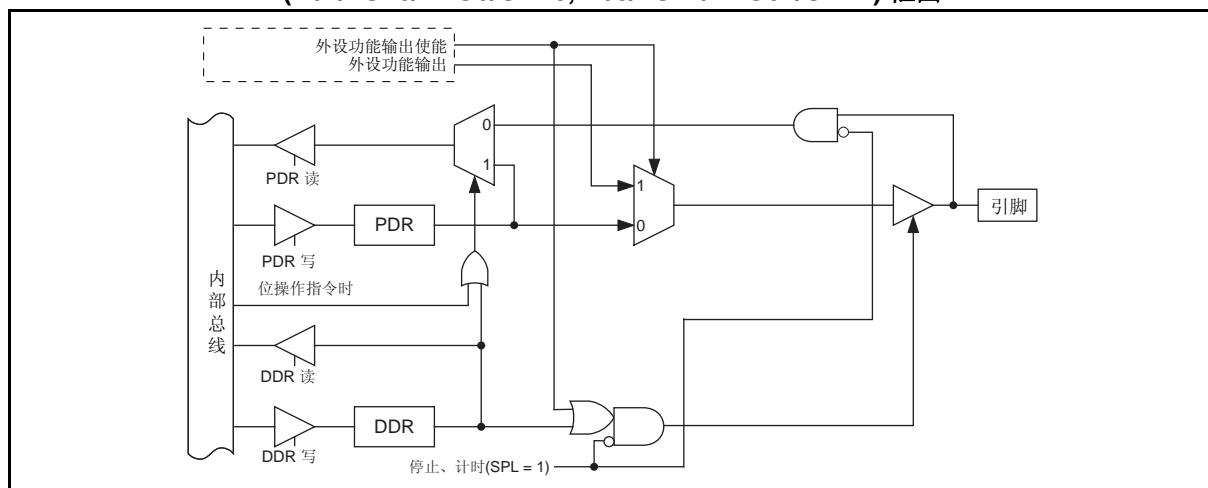 外设功能输出使能
外设功能输出
0
1
PDR 读
1
0
PDR
引脚
PDR 写
内部总线
位操作指令时
DDR 读
DDR
DDR 写
停止、计时(SPL = 1)